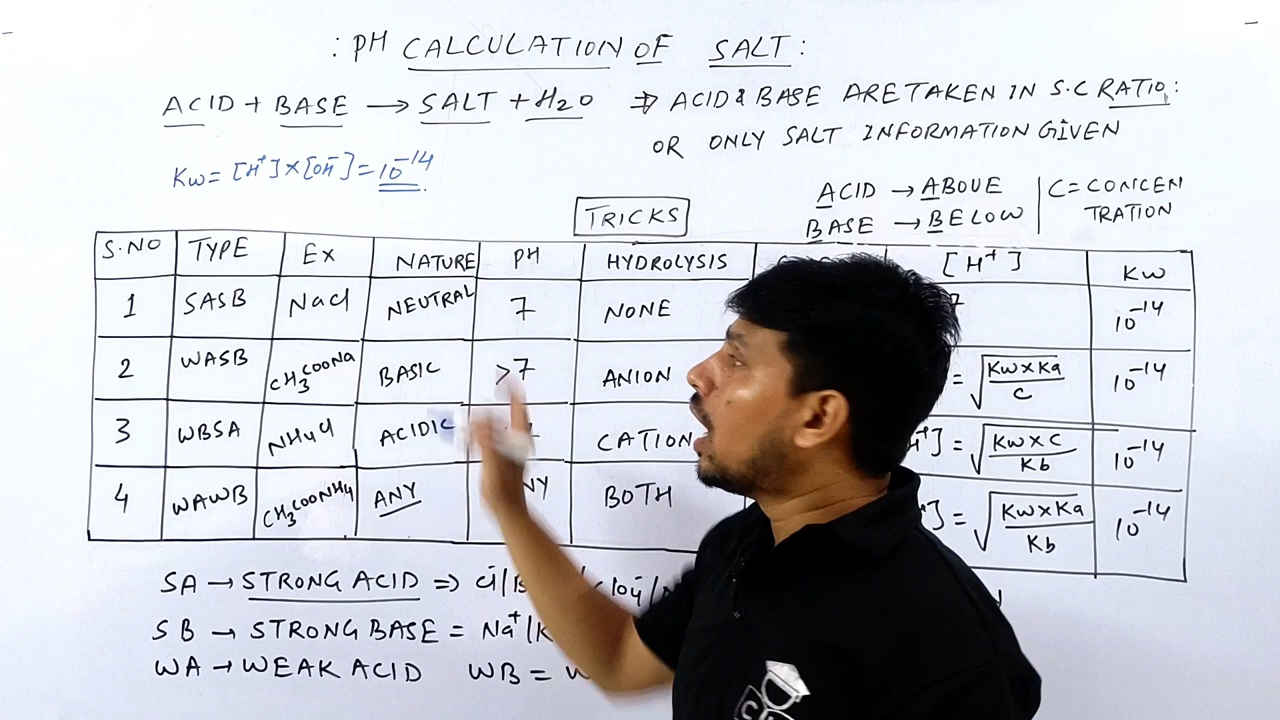 : PH CALCULATION OF SALT :
ACID + BASE → SALT + H2O ⇒ ACID & BASE ARE TAKEN IN S.C RATIO :
OR ONLY SALT INFORMATION GIVEN
Kw = [H⁺] × [OH⁻] = 10⁻¹⁴
ACID → ABOVE
BASE → BELOW
C = CONCEN
TRATION
TRICKS
S.NO TYPE EX NATURE PH HYDROLYSIS [H⁺] Kw
1 SASB Nacl NEUTRAL 7 NONE 7 10⁻¹⁴
2 WASB CH3COONa BASIC >7 ANION = √(Kw×Ka/C) 10⁻¹⁴
3 WBSA NH4Cl ACIDIC CATION [H⁺] = √(Kw×C/Kb) 10⁻¹⁴
4 WAWB CH3COONH4 ANY BOTH = √(Kw×Ka/Kb) 10⁻¹⁴
SA → STRONG ACID ⇒ Cl⁻/
SB → STRONG BASE = Na⁺/K
WA → WEAK ACID WB =